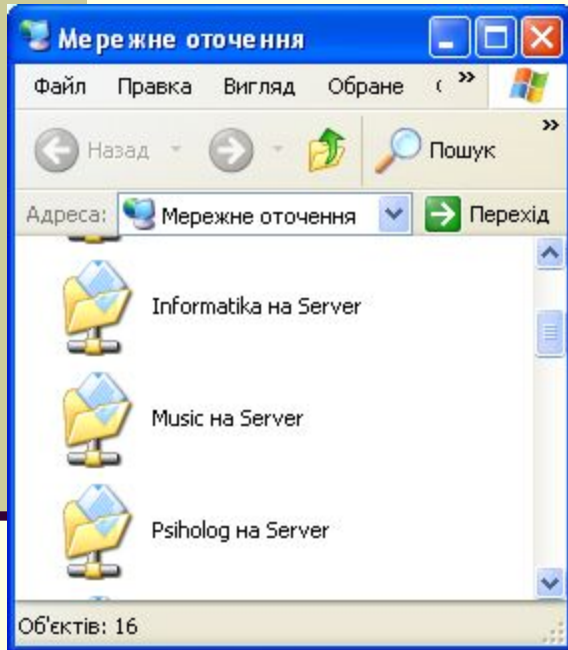 Мережне оточення
Файл Правка Вигляд Обране
Назад Пошук
Адреса: Мережне оточення Перехід
Informatika на Server
Music на Server
Psiholog на Server
Об'єктів: 16